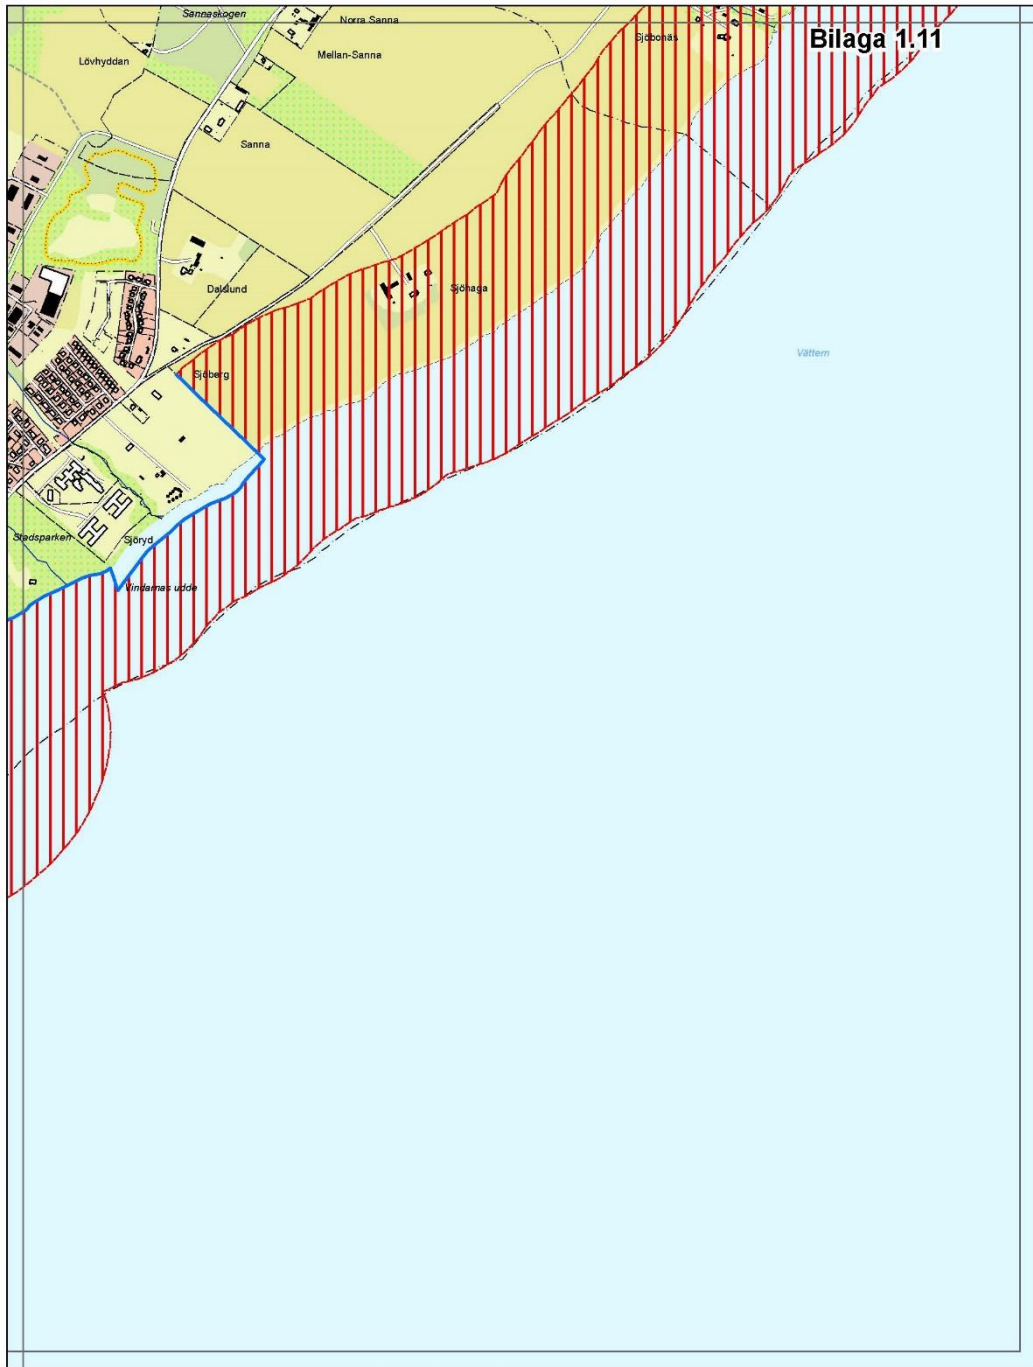 Sannaskogen
Norra Sanna
Sjöbonäs
Bilaga 1.11
Mellan-Sanna
Lövhyddan
Sanna
Dalslund
Sjöhaga
Vättern
Sjöberg
Stadsparken
Sjöryd
Vindarnas udde